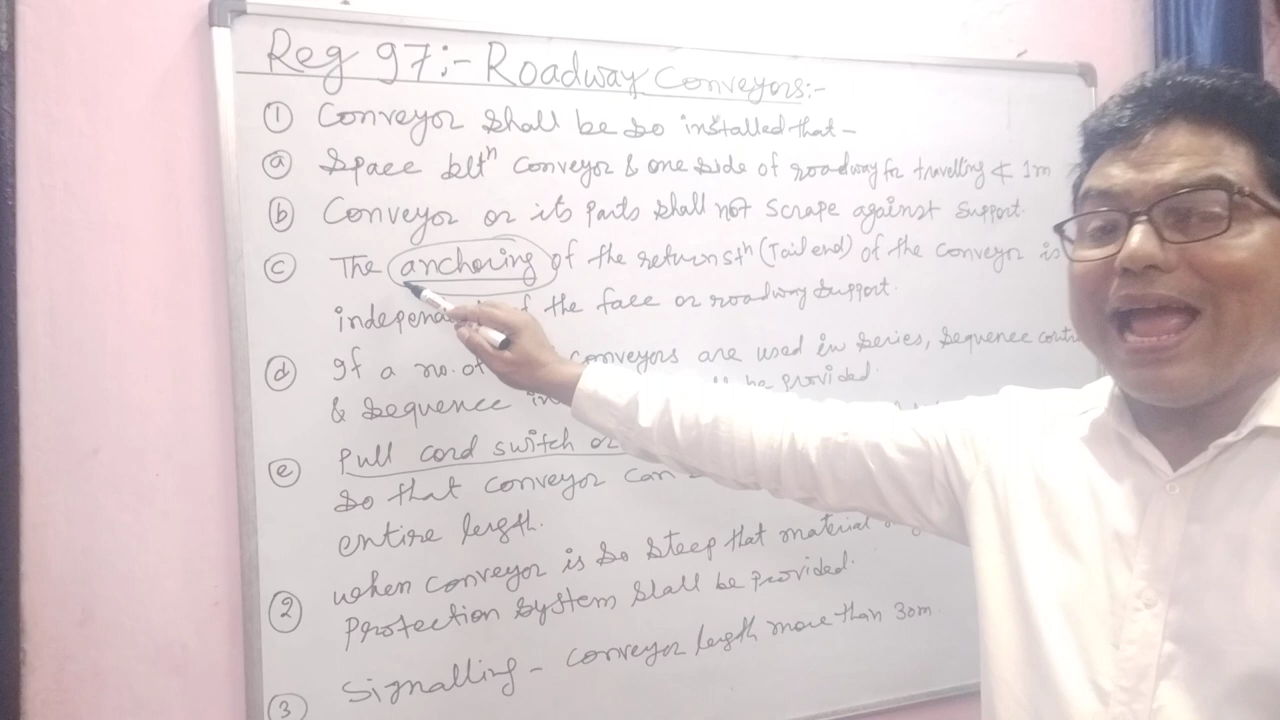 Reg 97:- Roadway Conveyors:-
① Conveyor shall be so installed that -
ⓐ Space betⁿ conveyor & one side of roadway for travelling ≮ 1m
ⓑ Conveyor or its parts shall not scrape against support.
ⓒ The anchoring of the return stⁿ (Tail end) of the conveyor is
of the face or roadway support.
ⓓ If a no. of conveyors are used in series, sequence
& sequence be provided.
ⓔ Pull cord switch or
so that conveyor can
entire length.
② when conveyor is so steep that material
protection system shall be provided.
③ Signalling - conveyor length more than 30m.